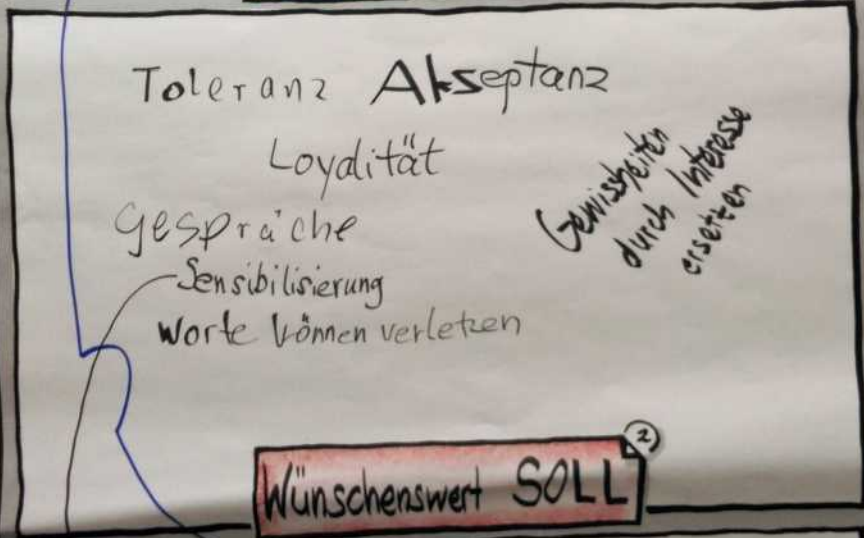 Toleranz Akseptanz
Loyalität
Gespräche
Sensibilisierung
Worte können verletzen
Gewissheiten
durch Interesse
ersetzen
2)
Wünschenswert SOLL